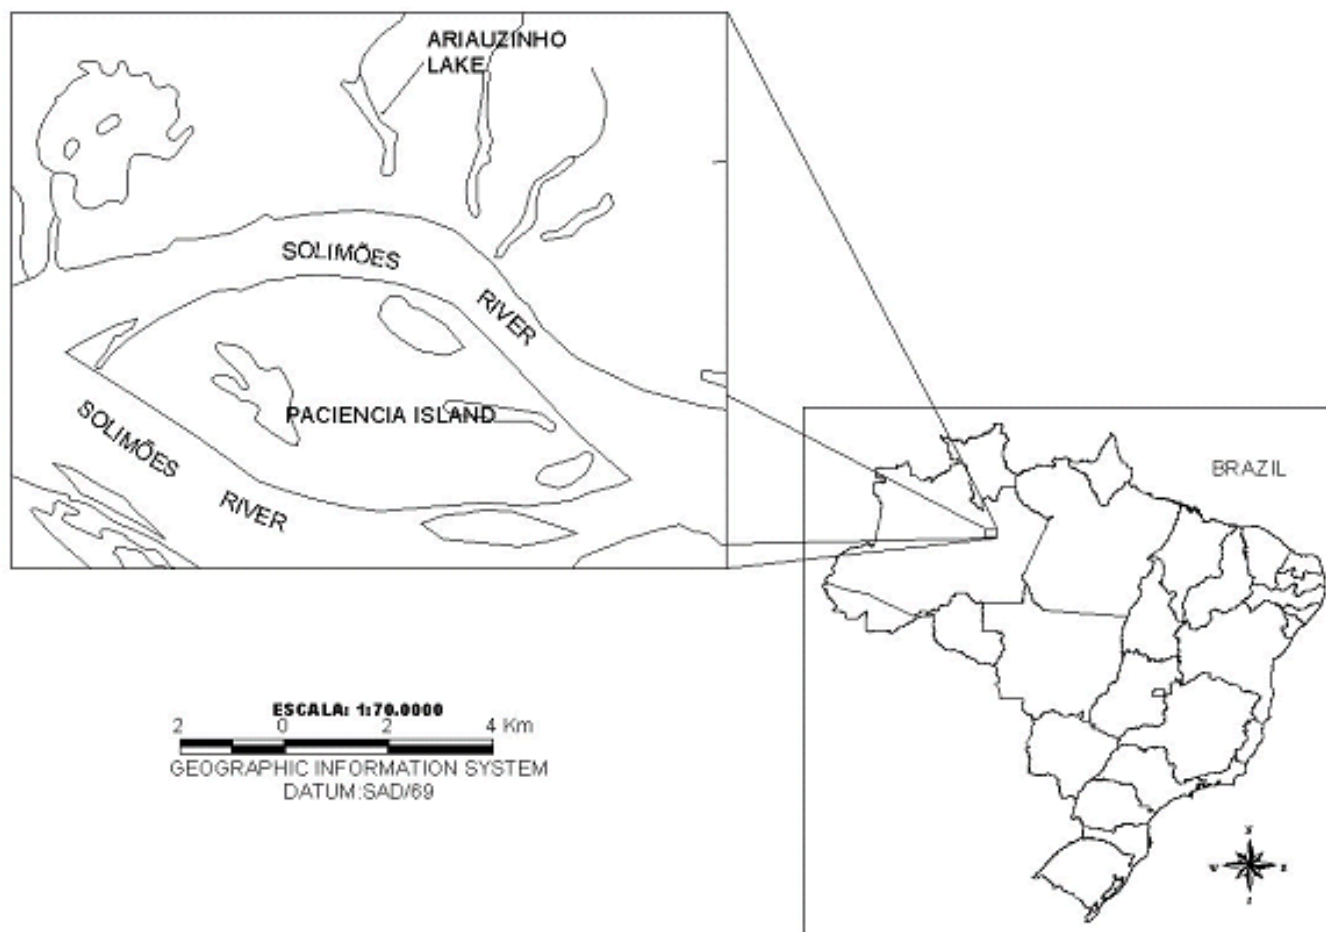 ARIAUZINHO
LAKE
SOLIMÕES
RIVER
PACIENCIA ISLAND
SOLIMÕES
RIVER
BRAZIL
ESCALA: 1:70.0000
2 0 2 4 Km
GEOGRAPHIC INFORMATION SYSTEM
DATUM:SAD/69